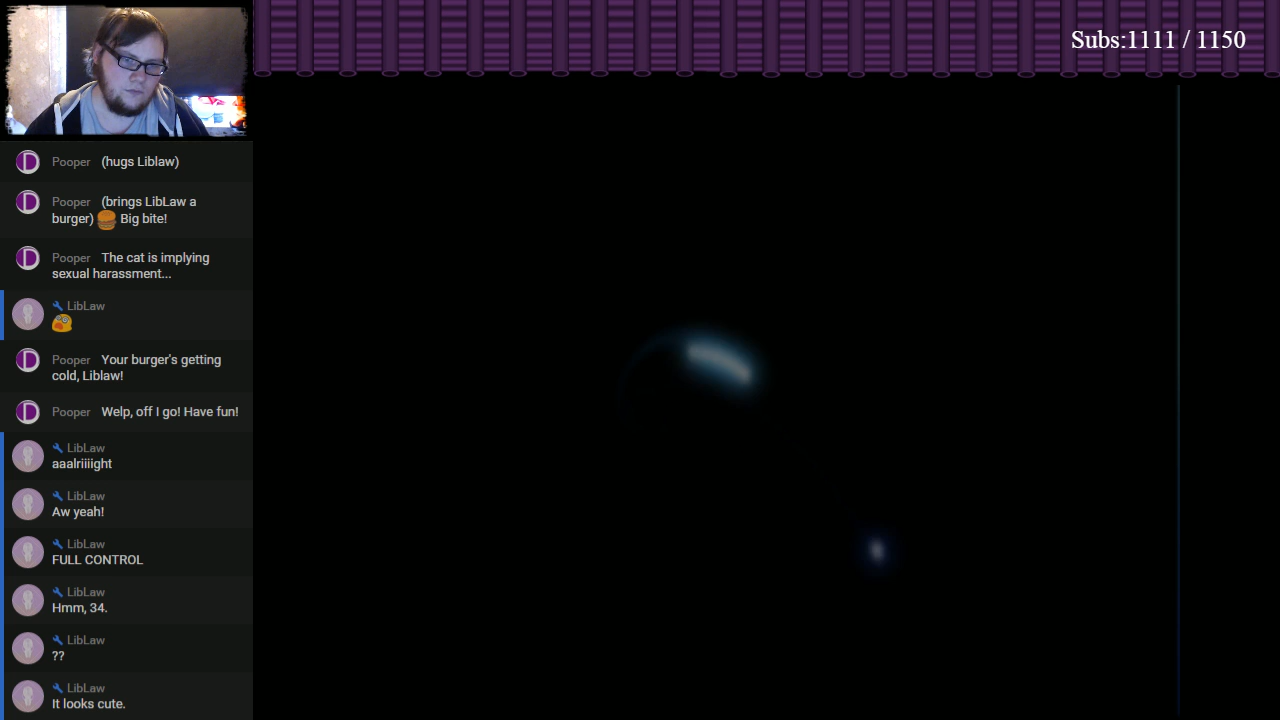 Subs:1111 / 1150
Pooper (hugs Liblaw)
Pooper (brings LibLaw a
burger) Big bite!
Pooper The cat is implying
sexual harassment...
LibLaw
Pooper Your burger's getting
cold, Liblaw!
Pooper Welp, off I go! Have fun!
LibLaw
aaalriiiight
LibLaw
Aw yeah!
LibLaw
FULL CONTROL
LibLaw
Hmm, 34.
LibLaw
??
LibLaw
It looks cute.